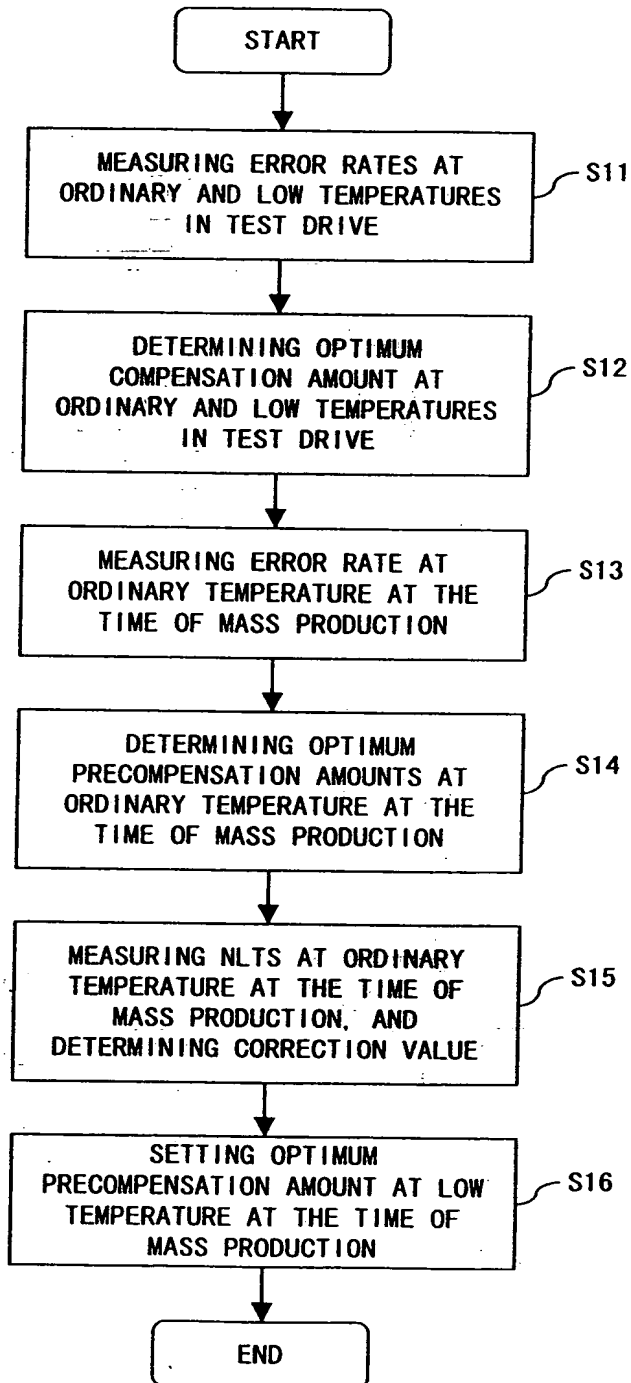 START
MEASURING ERROR RATES AT
ORDINARY AND LOW TEMPERATURES
IN TEST DRIVE
S11
DETERMINING OPTIMUM
COMPENSATION AMOUNT AT
ORDINARY AND LOW TEMPERATURES
IN TEST DRIVE
S12
MEASURING ERROR RATE AT
ORDINARY TEMPERATURE AT THE
TIME OF MASS PRODUCTION
S13
DETERMINING OPTIMUM
PRECOMPENSATION AMOUNTS AT
ORDINARY TEMPERATURE AT THE
TIME OF MASS PRODUCTION
S14
MEASURING NLTS AT ORDINARY
TEMPERATURE AT THE TIME OF
MASS PRODUCTION, AND
DETERMINING CORRECTION VALUE
S15
SETTING OPTIMUM
PRECOMPENSATION AMOUNT AT LOW
TEMPERATURE AT THE TIME OF
MASS PRODUCTION
S16
END